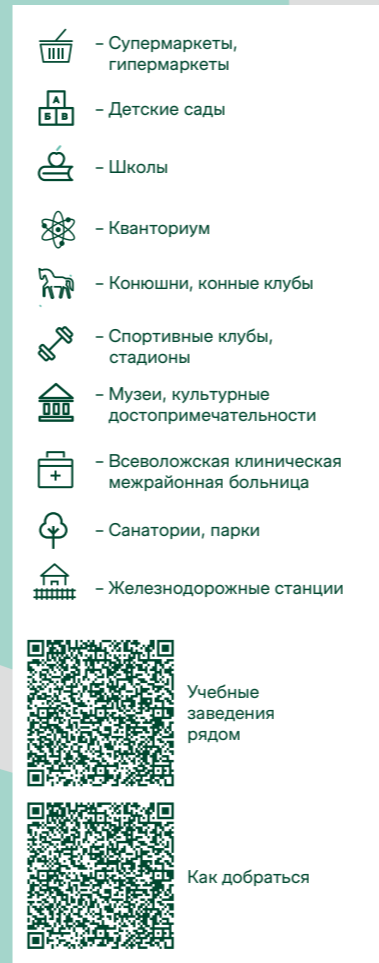 – Супермаркеты,
гипермаркеты
А
Б В
– Детские сады
– Школы
– Кванториум
– Конюшни, конные клубы
– Спортивные клубы,
стадионы
– Музеи, культурные
достопримечательности
– Всеволожская клиническая
межрайонная больница
– Санатории, парки
– Железнодорожные станции
Учебные
заведения
рядом
Как добраться